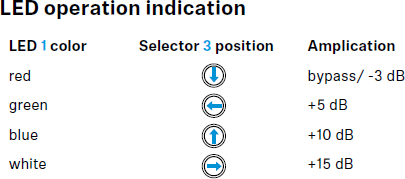 LED operation indication
LED 1 color Selector 3 position Amplication
red bypass/ -3 dB
green +5 dB
blue +10 dB
white +15 dB